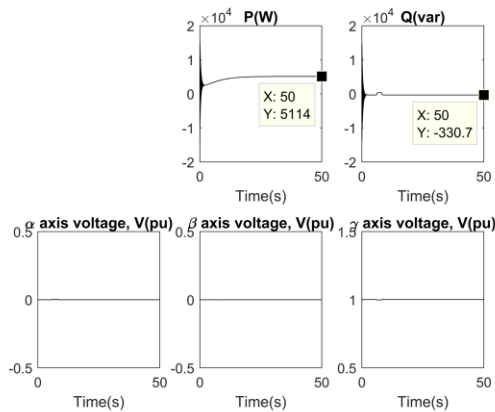 ×10⁴ P(W)
2
1
0
-1
-2
X: 50
Y: 5114
0 50
Time(s)
×10⁴ Q(var)
2
1
0
-1
-2
X: 50
Y: -330.7
0 50
Time(s)
α axis voltage, V(pu)
0.5
0
-0.5
0 50
Time(s)
β axis voltage, V(pu)
0.5
0
-0.5
0 50
Time(s)
γ axis voltage, V(pu)
1.5
1
0.5
0 50
Time(s)